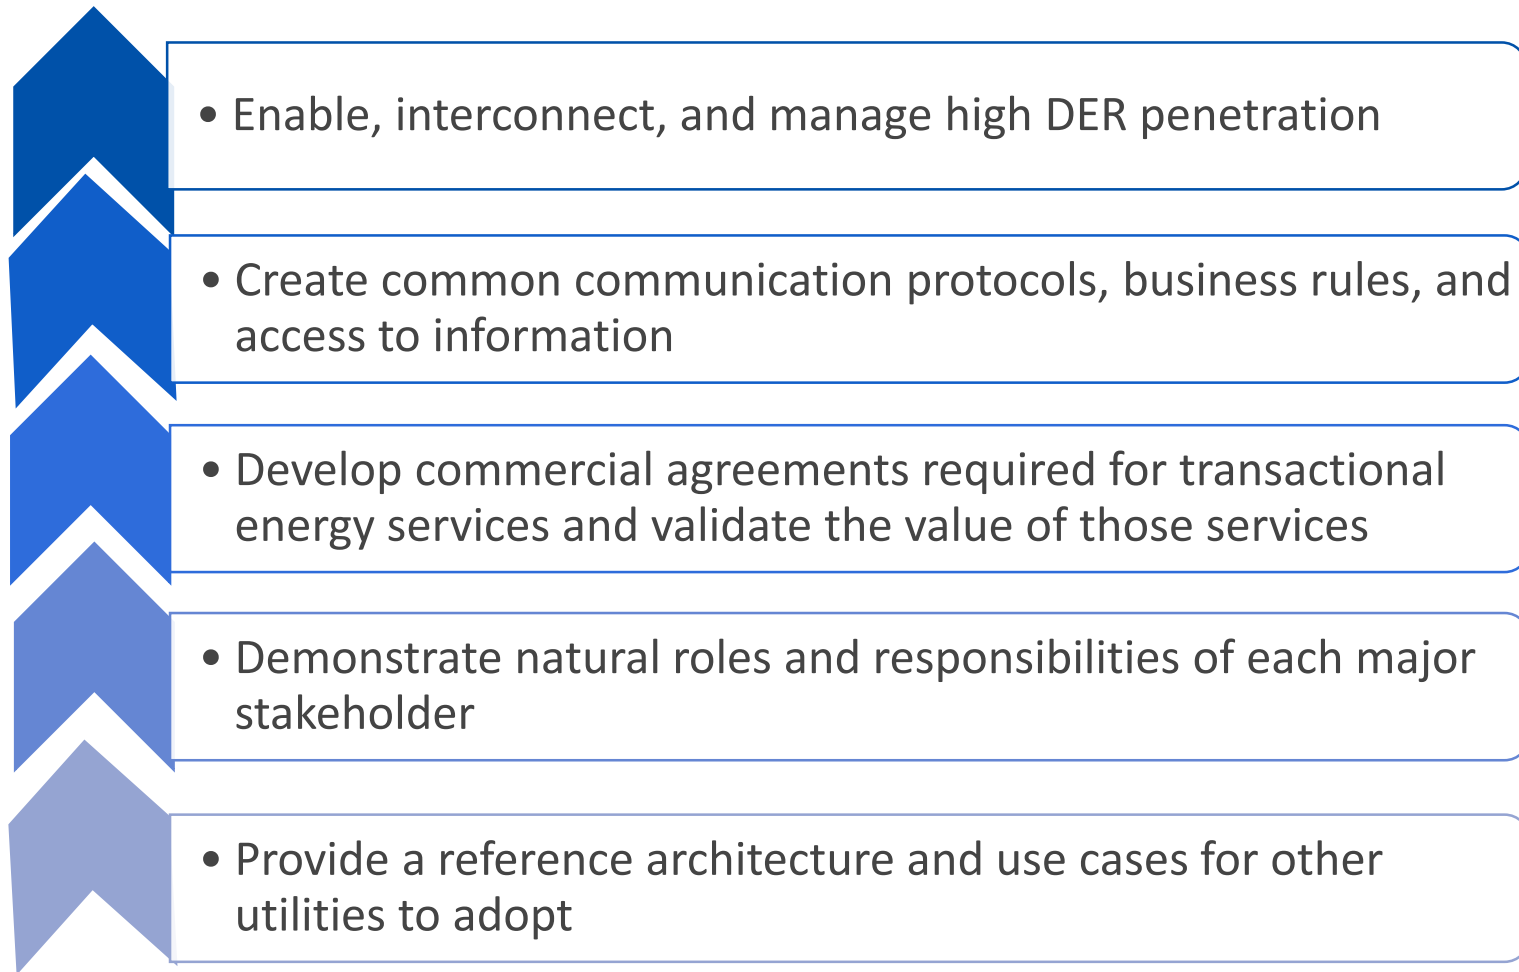 • Enable, interconnect, and manage high DER penetration
• Create common communication protocols, business rules, and
access to information
• Develop commercial agreements required for transactional
energy services and validate the value of those services
• Demonstrate natural roles and responsibilities of each major
stakeholder
• Provide a reference architecture and use cases for other
utilities to adopt